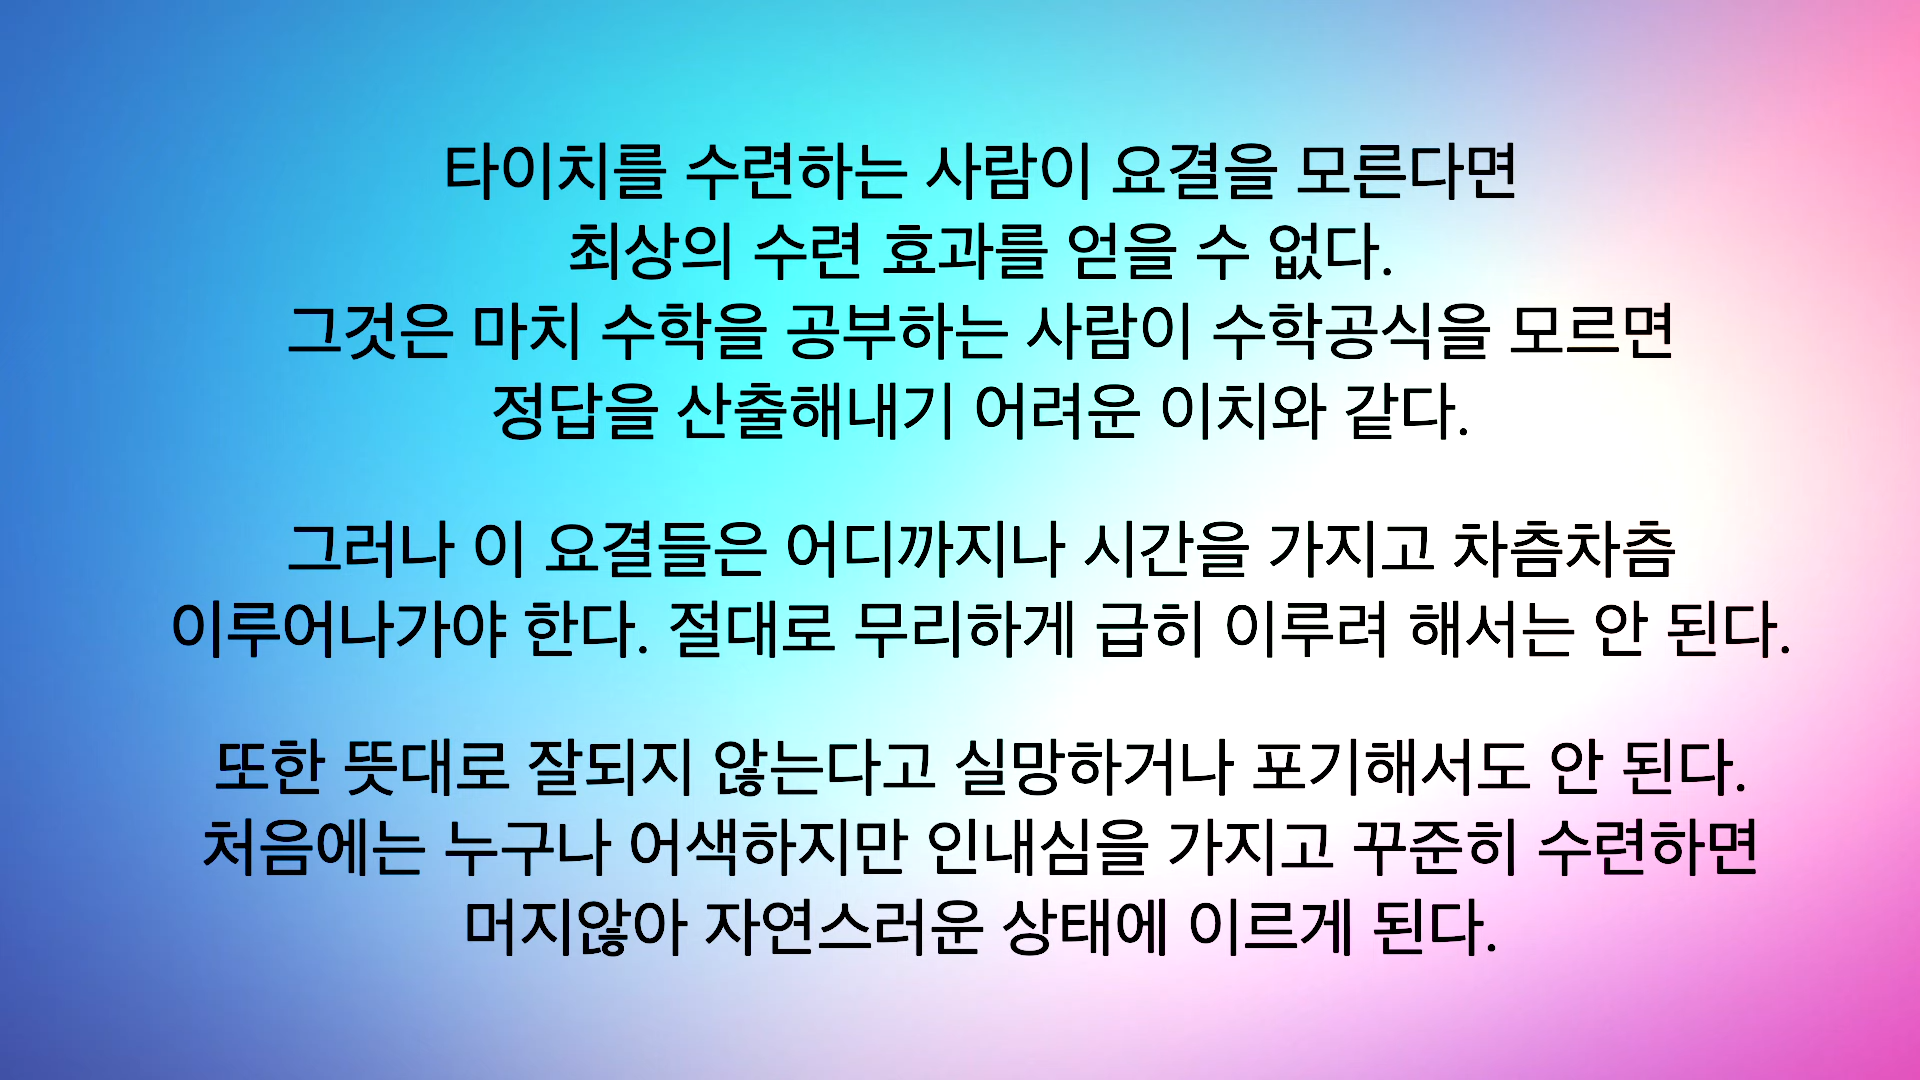 타이치를 수련하는 사람이 요결을 모른다면
최상의 수련 효과를 얻을 수 없다.
그것은 마치 수학을 공부하는 사람이 수학공식을 모르면
정답을 산출해내기 어려운 이치와 같다.
그러나 이 요결들은 어디까지나 시간을 가지고 차츰차츰
이루어나가야 한다. 절대로 무리하게 급히 이루려 해서는 안 된다.
또한 뜻대로 잘되지 않는다고 실망하거나 포기해서도 안 된다.
처음에는 누구나 어색하지만 인내심을 가지고 꾸준히 수련하면
머지않아 자연스러운 상태에 이르게 된다.